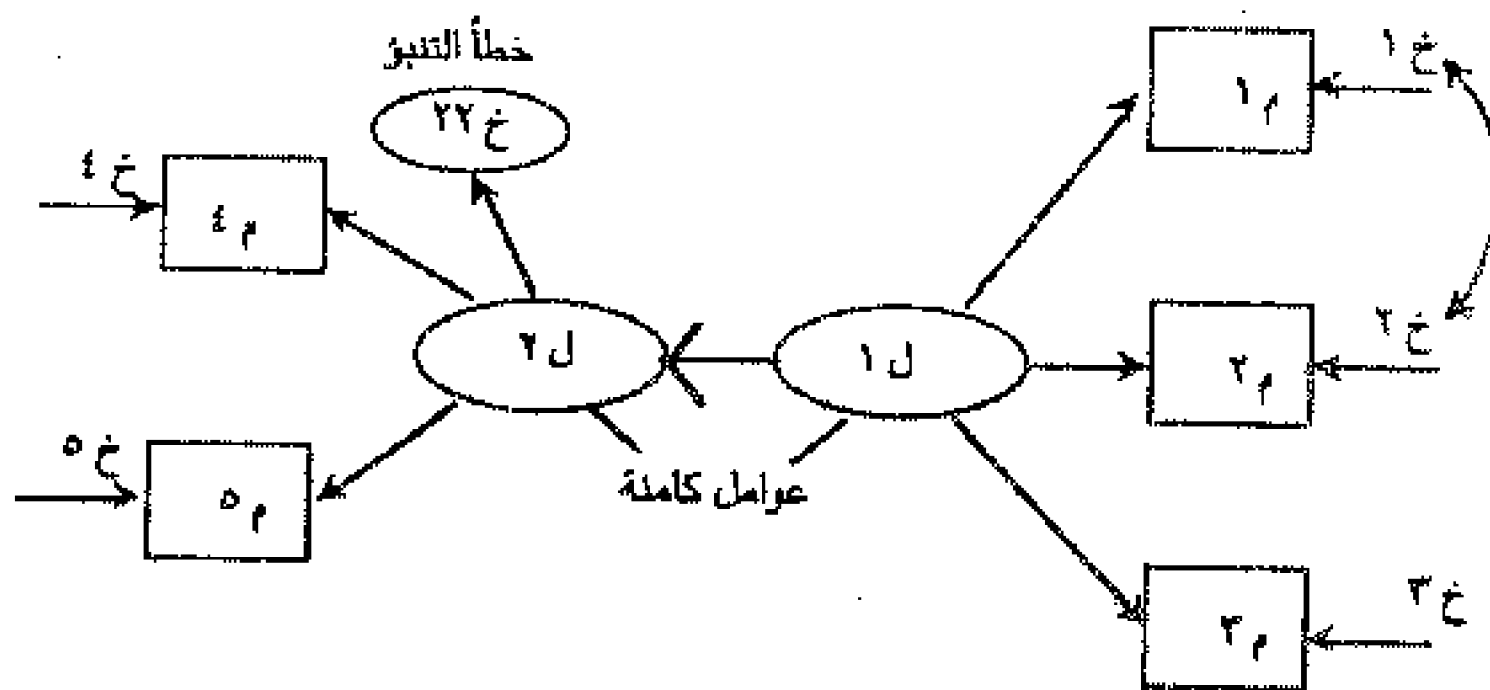 خطأ التنبؤ
خ ٢٢
خ ١
م ١
خ ٤
م ٤
خ ٢
م ٢
ل ١
ل ٢
عوامل كامنة
خ ٥
م ٥
خ ٣
م ٣